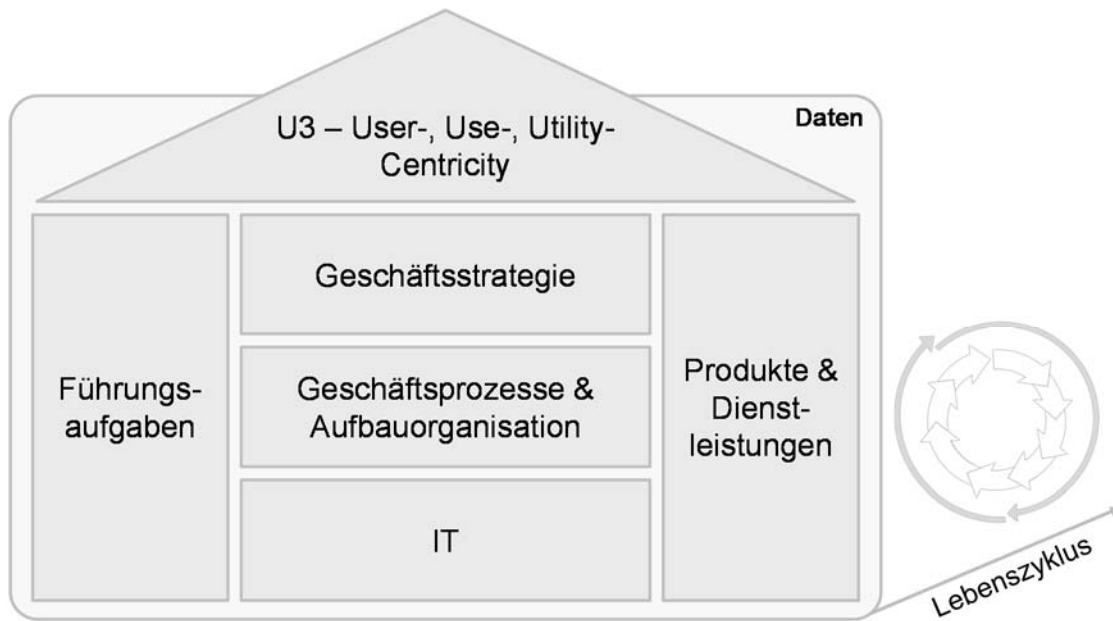 Daten
U3 – User-, Use-, Utility-
Centricity
Führungs-
aufgaben
Geschäftsstrategie
Geschäftsprozesse &
Aufbauorganisation
IT
Produkte &
Dienst-
leistungen
Lebenszyklus